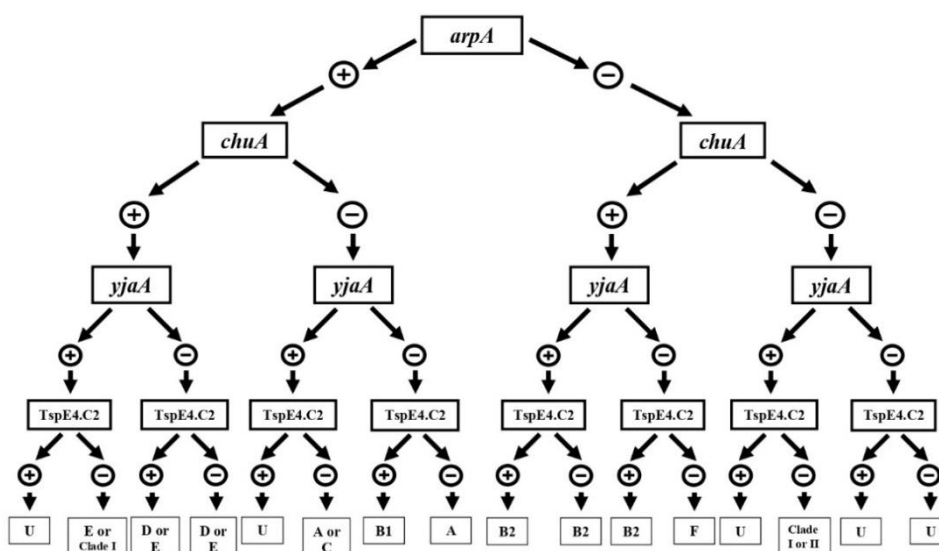 arpA
+ −
chuA chuA
+ − + −
yjaA yjaA yjaA yjaA
+ − + − + − + −
TspE4.C2 TspE4.C2 TspE4.C2 TspE4.C2 TspE4.C2 TspE4.C2 TspE4.C2 TspE4.C2
+ − + − + − + − + − + − + − + −
U E or D or D or U A or B1 A B2 B2 B2 F U Clade U U
Clade I E E C I or II